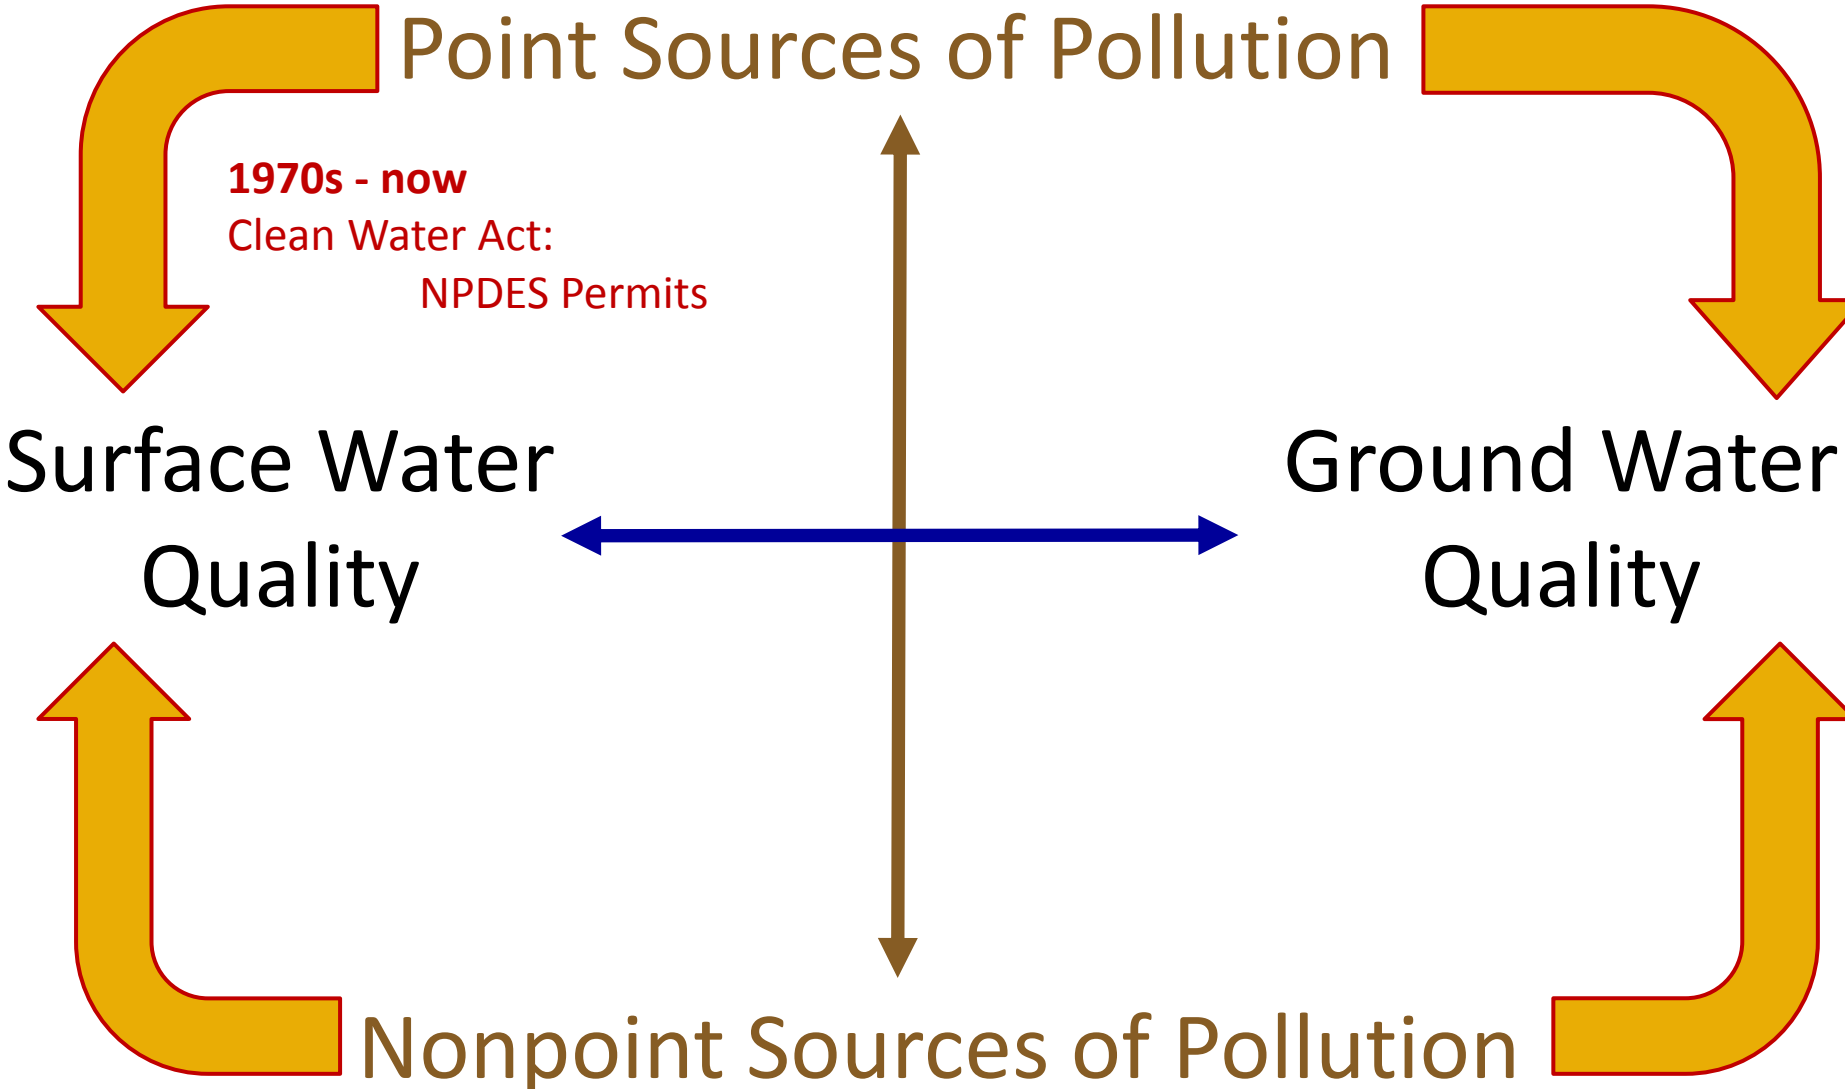 Point Sources of Pollution
1970s - now
Clean Water Act:
NPDES Permits
Surface Water
Quality
Ground Water
Quality
Nonpoint Sources of Pollution